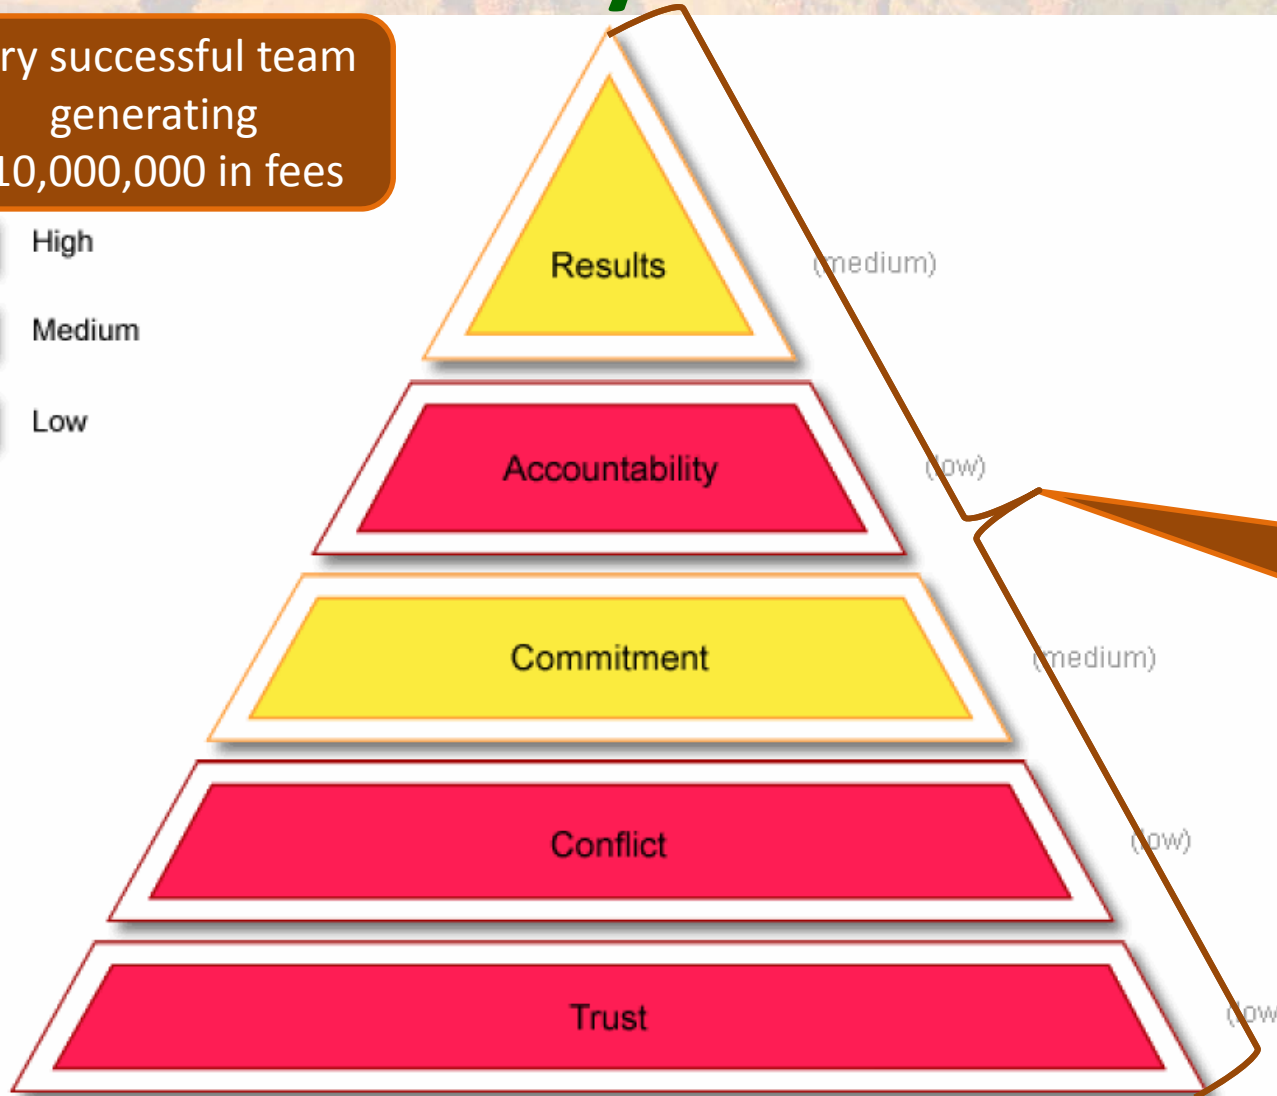 ry successful team
generating
10,000,000 in fees
High
Medium
Low
Results
(medium)
Accountability
(low)
Commitment
(medium)
Conflict
(low)
Trust
(low